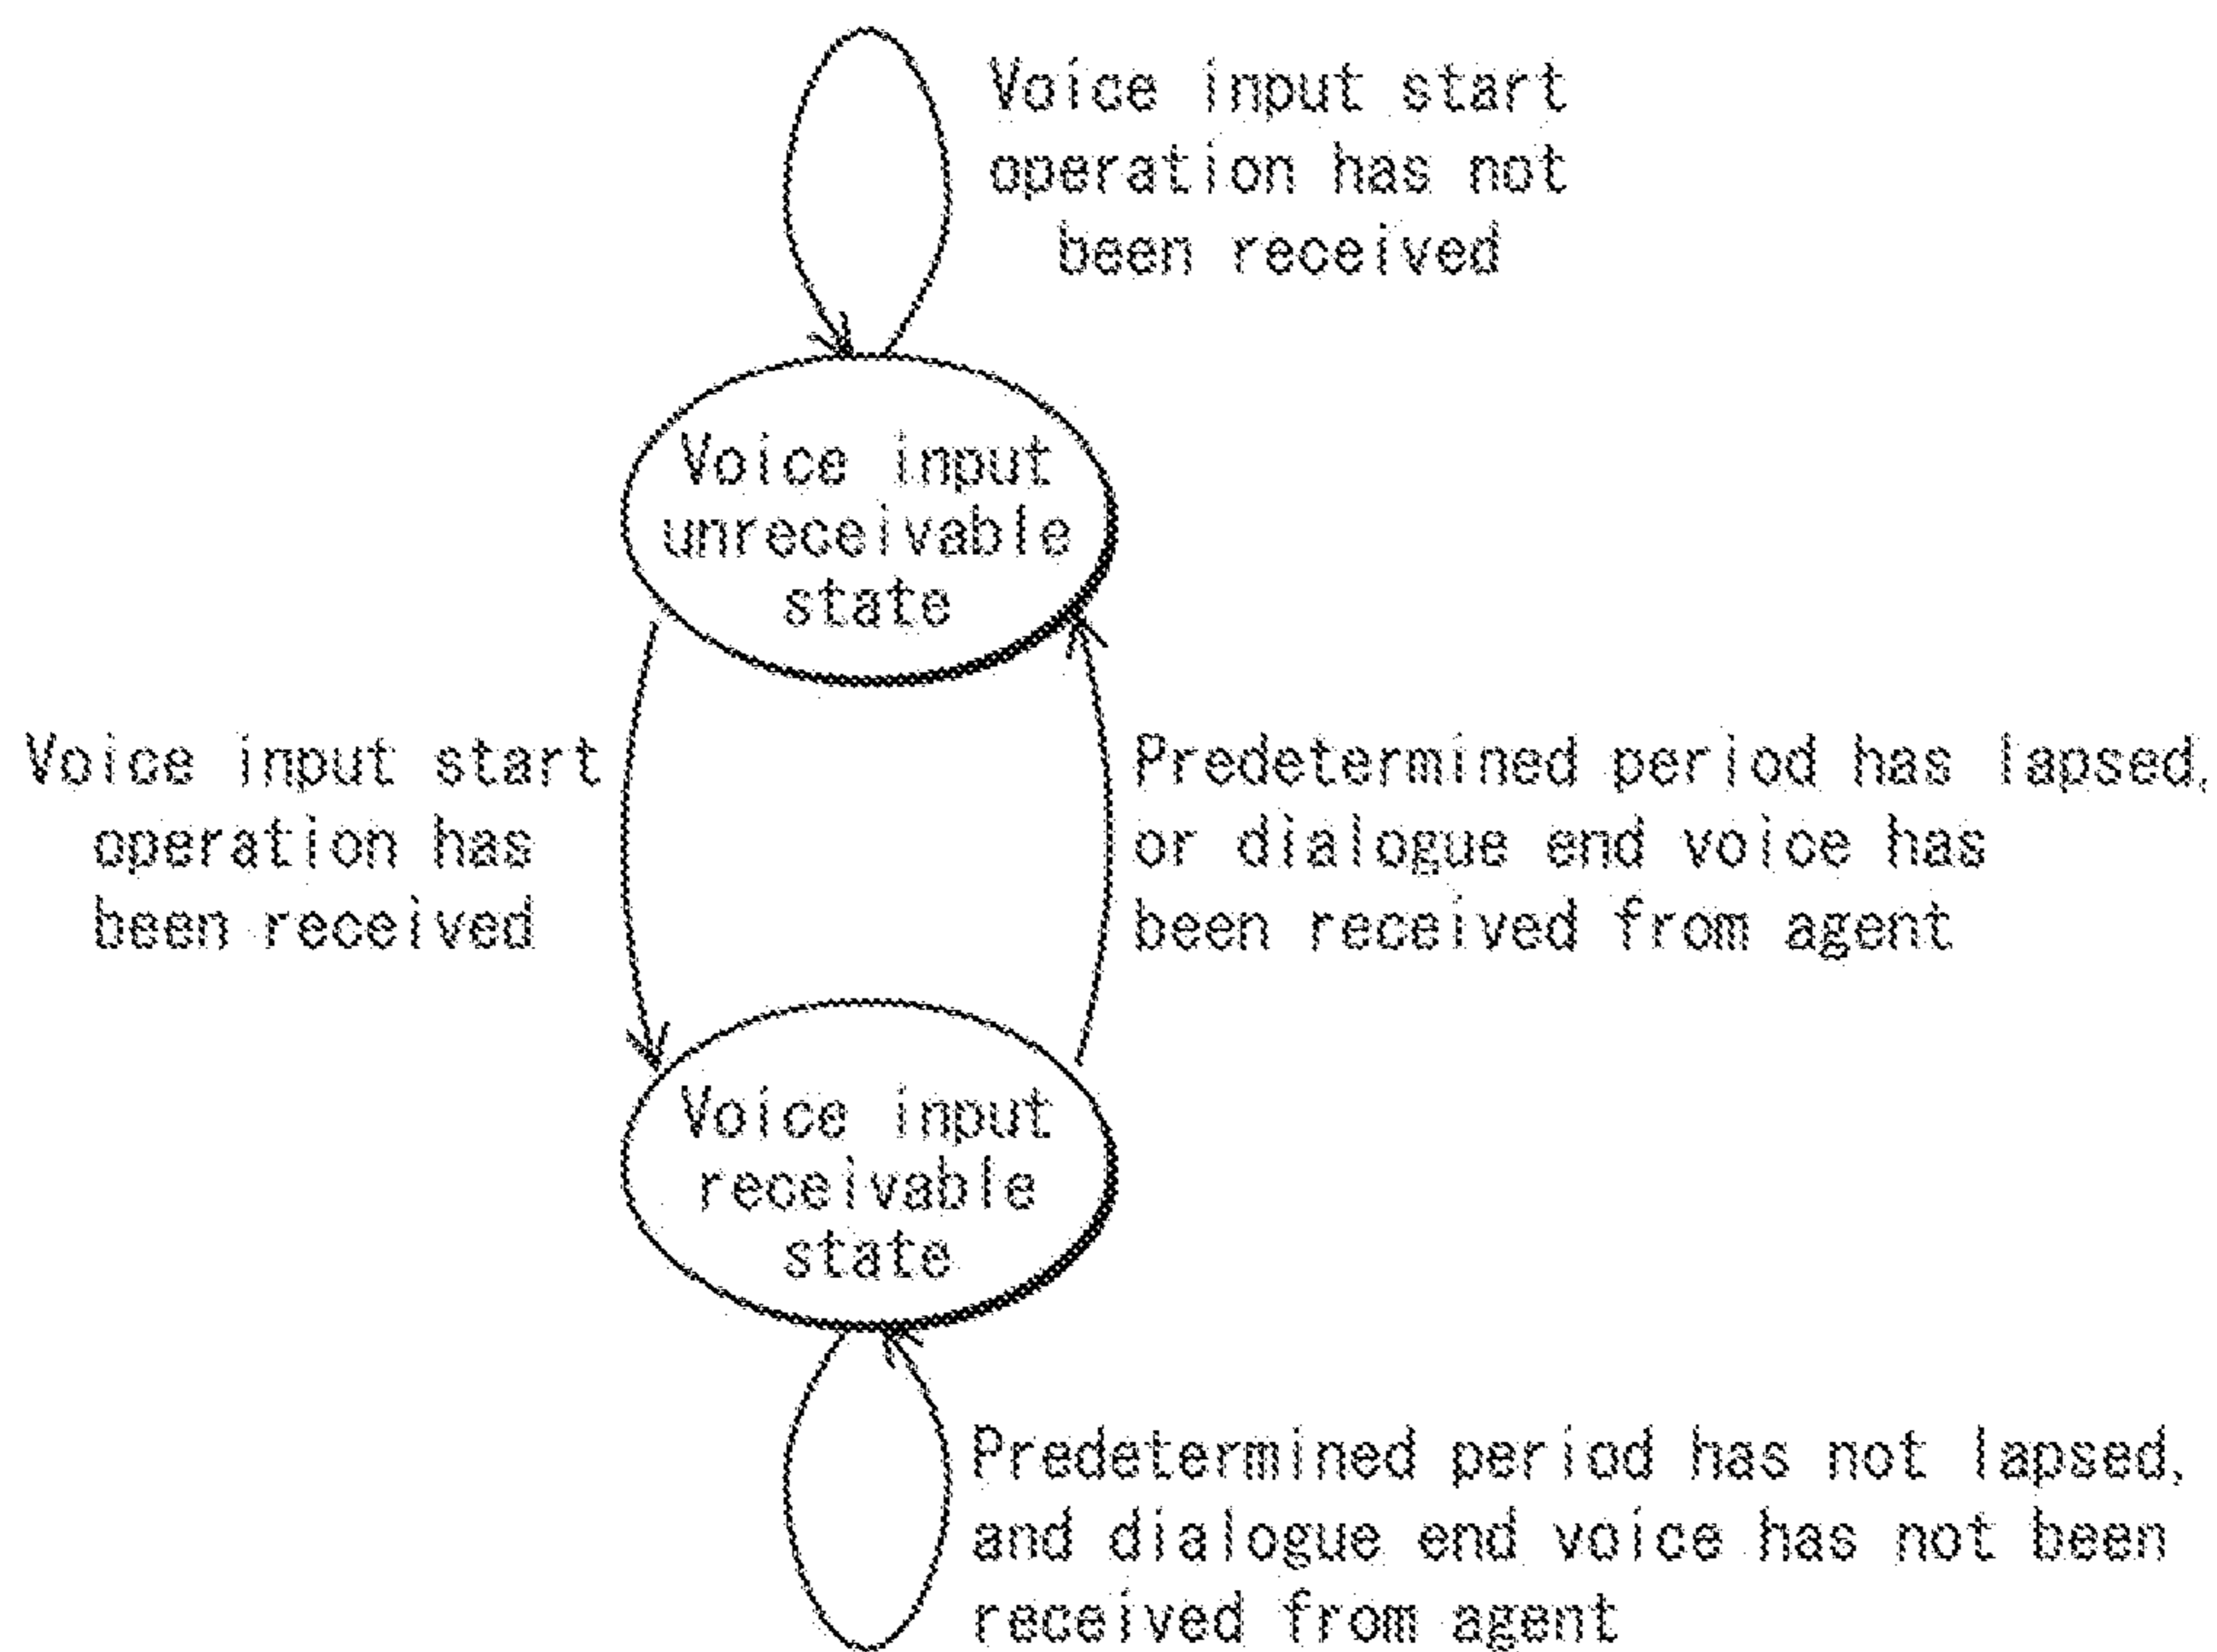 Voice input start
operation has not
been received
Voice input
unreceivable
state
Voice input start
operation has
been received
Predetermined period has lapsed,
or dialogue end voice has
been received from agent
Voice input
receivable
state
Predetermined period has not lapsed,
and dialogue end voice has not been
received from agent